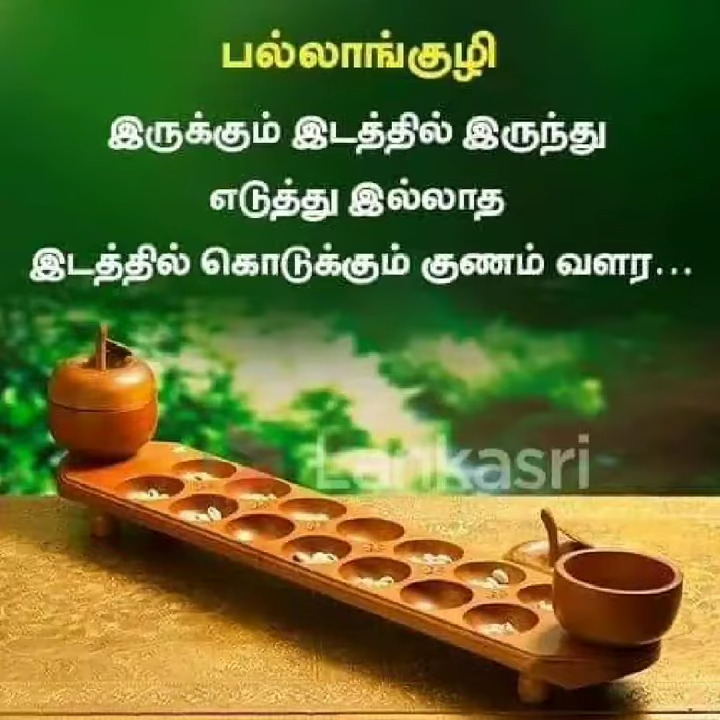 பல்லாங்குழி
இருக்கும் இடத்தில் இருந்து
எடுத்து இல்லாத
இடத்தில் கொடுக்கும் குணம் வளர...
Lankasri